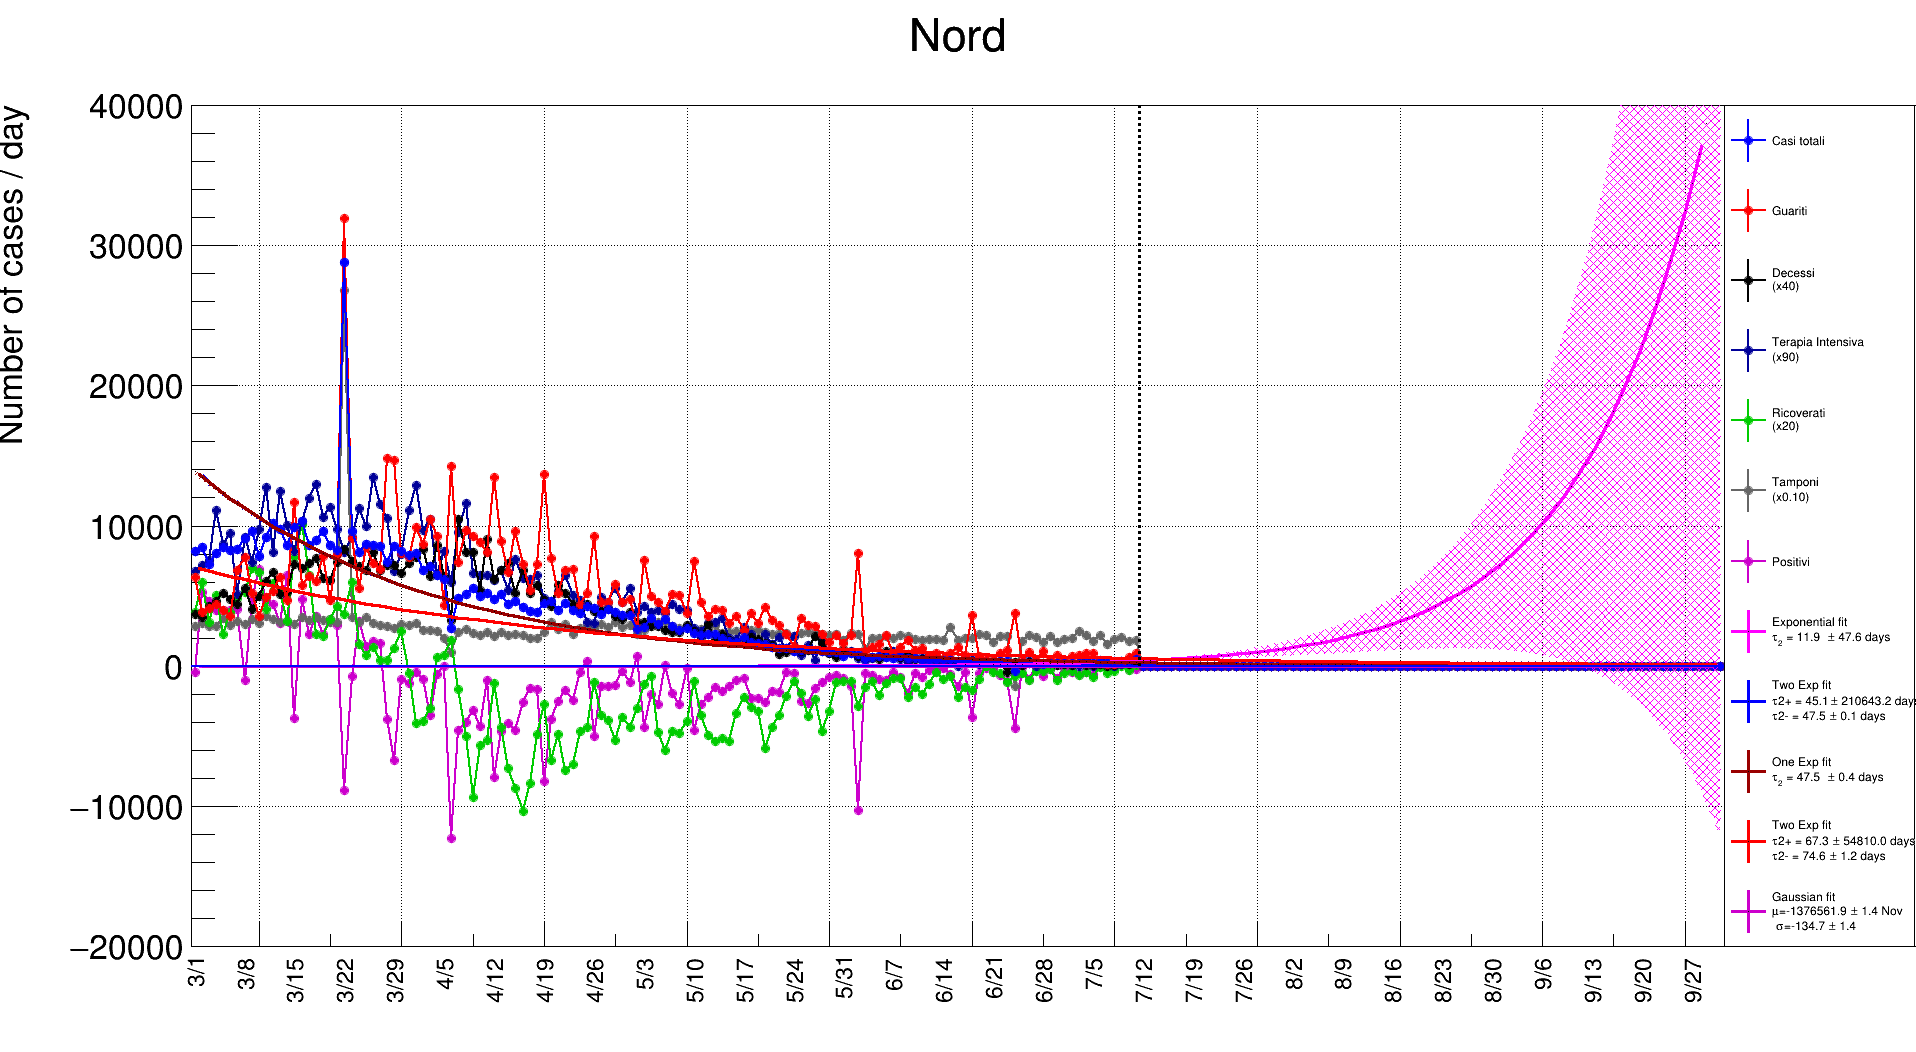 Nord
Number of cases / day
40000
30000
20000
10000
0
−10000
−20000
3/1
3/8
3/15
3/22
3/29
4/5
4/12
4/19
4/26
5/3
5/10
5/17
5/24
5/31
6/7
6/14
6/21
6/28
7/5
7/12
7/19
7/26
8/2
8/9
8/16
8/23
8/30
9/6
9/13
9/20
9/27
Casi totali
Guariti
Decessi
(x40)
Terapia Intensiva
(x90)
Ricoverati
(x20)
Tamponi
(x0.10)
Positivi
Exponential fit
τ2 = 11.9 ± 47.6 days
Two Exp fit
τ2+ = 45.1 ± 210643.2 days
τ2- = 47.5 ± 0.1 days
One Exp fit
τ2 = 47.5 ± 0.4 days
Two Exp fit
τ2+ = 67.3 ± 54810.0 days
τ2- = 74.6 ± 1.2 days
Gaussian fit
μ=-1376561.9 ± 1.4 Nov
σ=-134.7 ± 1.4